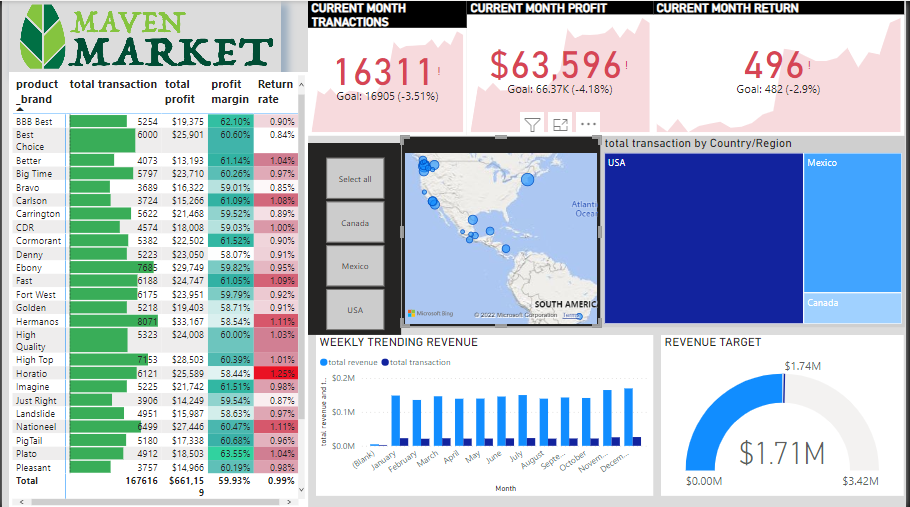 MAVEN
MARKET
CURRENT MONTH
TRANACTIONS
16311!
Goal: 16905 (-3.51%)
CURRENT MONTH PROFIT
$63,596!
Goal: 66.37K (-4.18%)
CURRENT MONTH RETURN
496!
Goal: 482 (-2.9%)
product_brand total transaction total profit profit margin Return rate
BBB Best 5254 $19,375 62.10% 0.90%
Best Choice 6000 $25,901 60.60% 0.84%
Better 4073 $13,193 61.14% 1.04%
Big Time 5797 $23,710 60.26% 0.97%
Bravo 3689 $16,322 59.01% 0.85%
Carlson 3724 $15,266 61.09% 1.08%
Carrington 5622 $21,468 59.52% 0.89%
CDR 4574 $18,008 59.03% 1.00%
Cormorant 5382 $22,502 61.52% 0.90%
Denny 5223 $23,050 58.07% 0.91%
Ebony 7685 $29,749 59.82% 0.95%
Fast 6188 $24,747 61.05% 1.09%
Fort West 6175 $23,951 59.79% 0.92%
Golden 5218 $19,403 58.71% 0.91%
Hermanos 8071 $33,167 58.54% 1.11%
High Quality 5323 $24,008 60.00% 1.03%
High Top 7153 $28,503 60.39% 1.01%
Horatio 6121 $25,589 58.44% 1.25%
Imagine 5225 $21,742 61.51% 0.98%
Just Right 3906 $14,249 59.54% 0.87%
Landslide 4951 $15,987 58.63% 0.97%
Nationeel 6499 $27,446 60.47% 1.11%
PigTail 5180 $17,338 60.68% 0.96%
Plato 4912 $18,503 63.55% 1.04%
Pleasant 3757 $14,966 60.19% 0.98%
Total 167616 $661,159 59.93% 0.99%
Select all
Canada
Mexico
USA
Atlanti
Ocea
SOUTH AMERIC
Microsoft Bing
© 2022 Microsoft Corporation Terms
total transaction by Country/Region
USA
Mexico
Canada
WEEKLY TRENDING REVENUE
total revenue total transaction
total revenue and t...
$0.2M
$0.1M
$0.0M
(Blank) January February March April May June July August Septe... October Novem... Decem...
Month
REVENUE TARGET
$1.74M
$1.71M
$0.00M
$3.42M